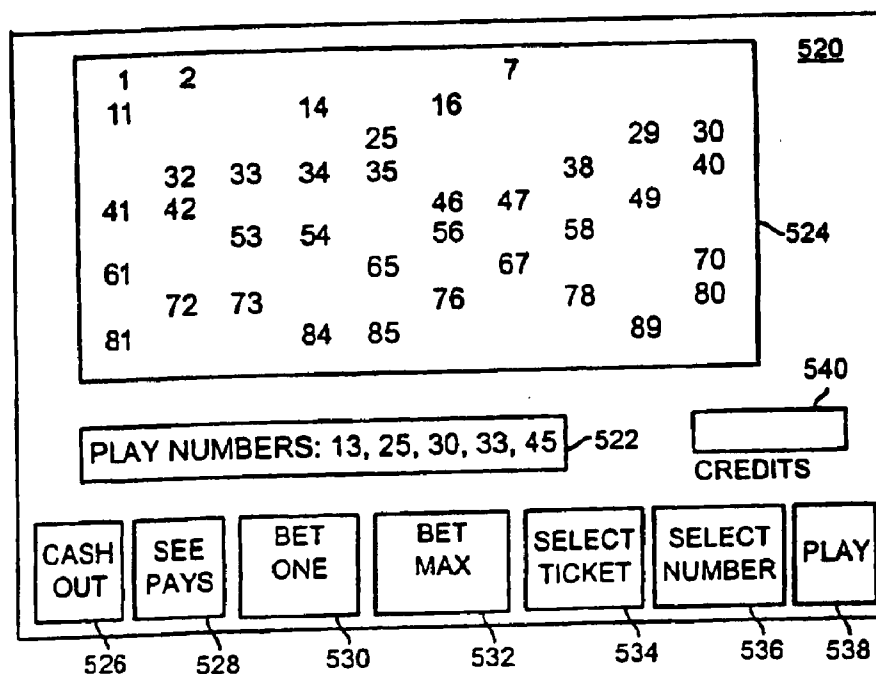 520
1 2 7
11 14 16
25 29 30
32 33 34 35 38 40
41 42 46 47 49
53 54 56 58
524
61 65 67 70
72 73 76 78 80
81 84 85 89
540
PLAY NUMBERS: 13, 25, 30, 33, 45
522
CREDITS
CASH OUT
SEE PAYS
BET ONE
BET MAX
SELECT TICKET
SELECT NUMBER
PLAY
526 528 530 532 534 536 538